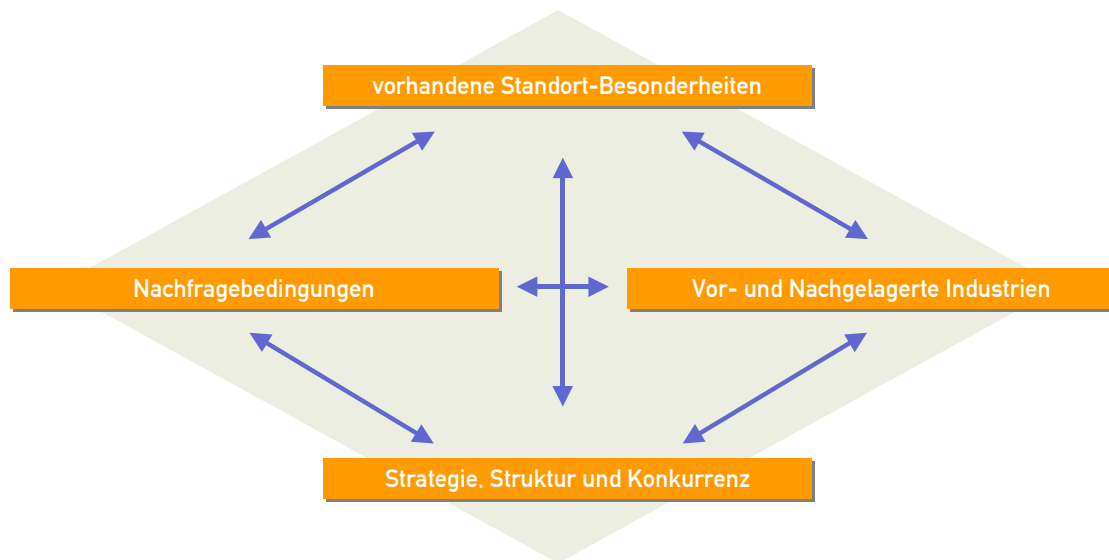 vorhandene Standort-Besonderheiten
Nachfragebedingungen
Vor- und Nachgelagerte Industrien
Strategie, Struktur und Konkurrenz